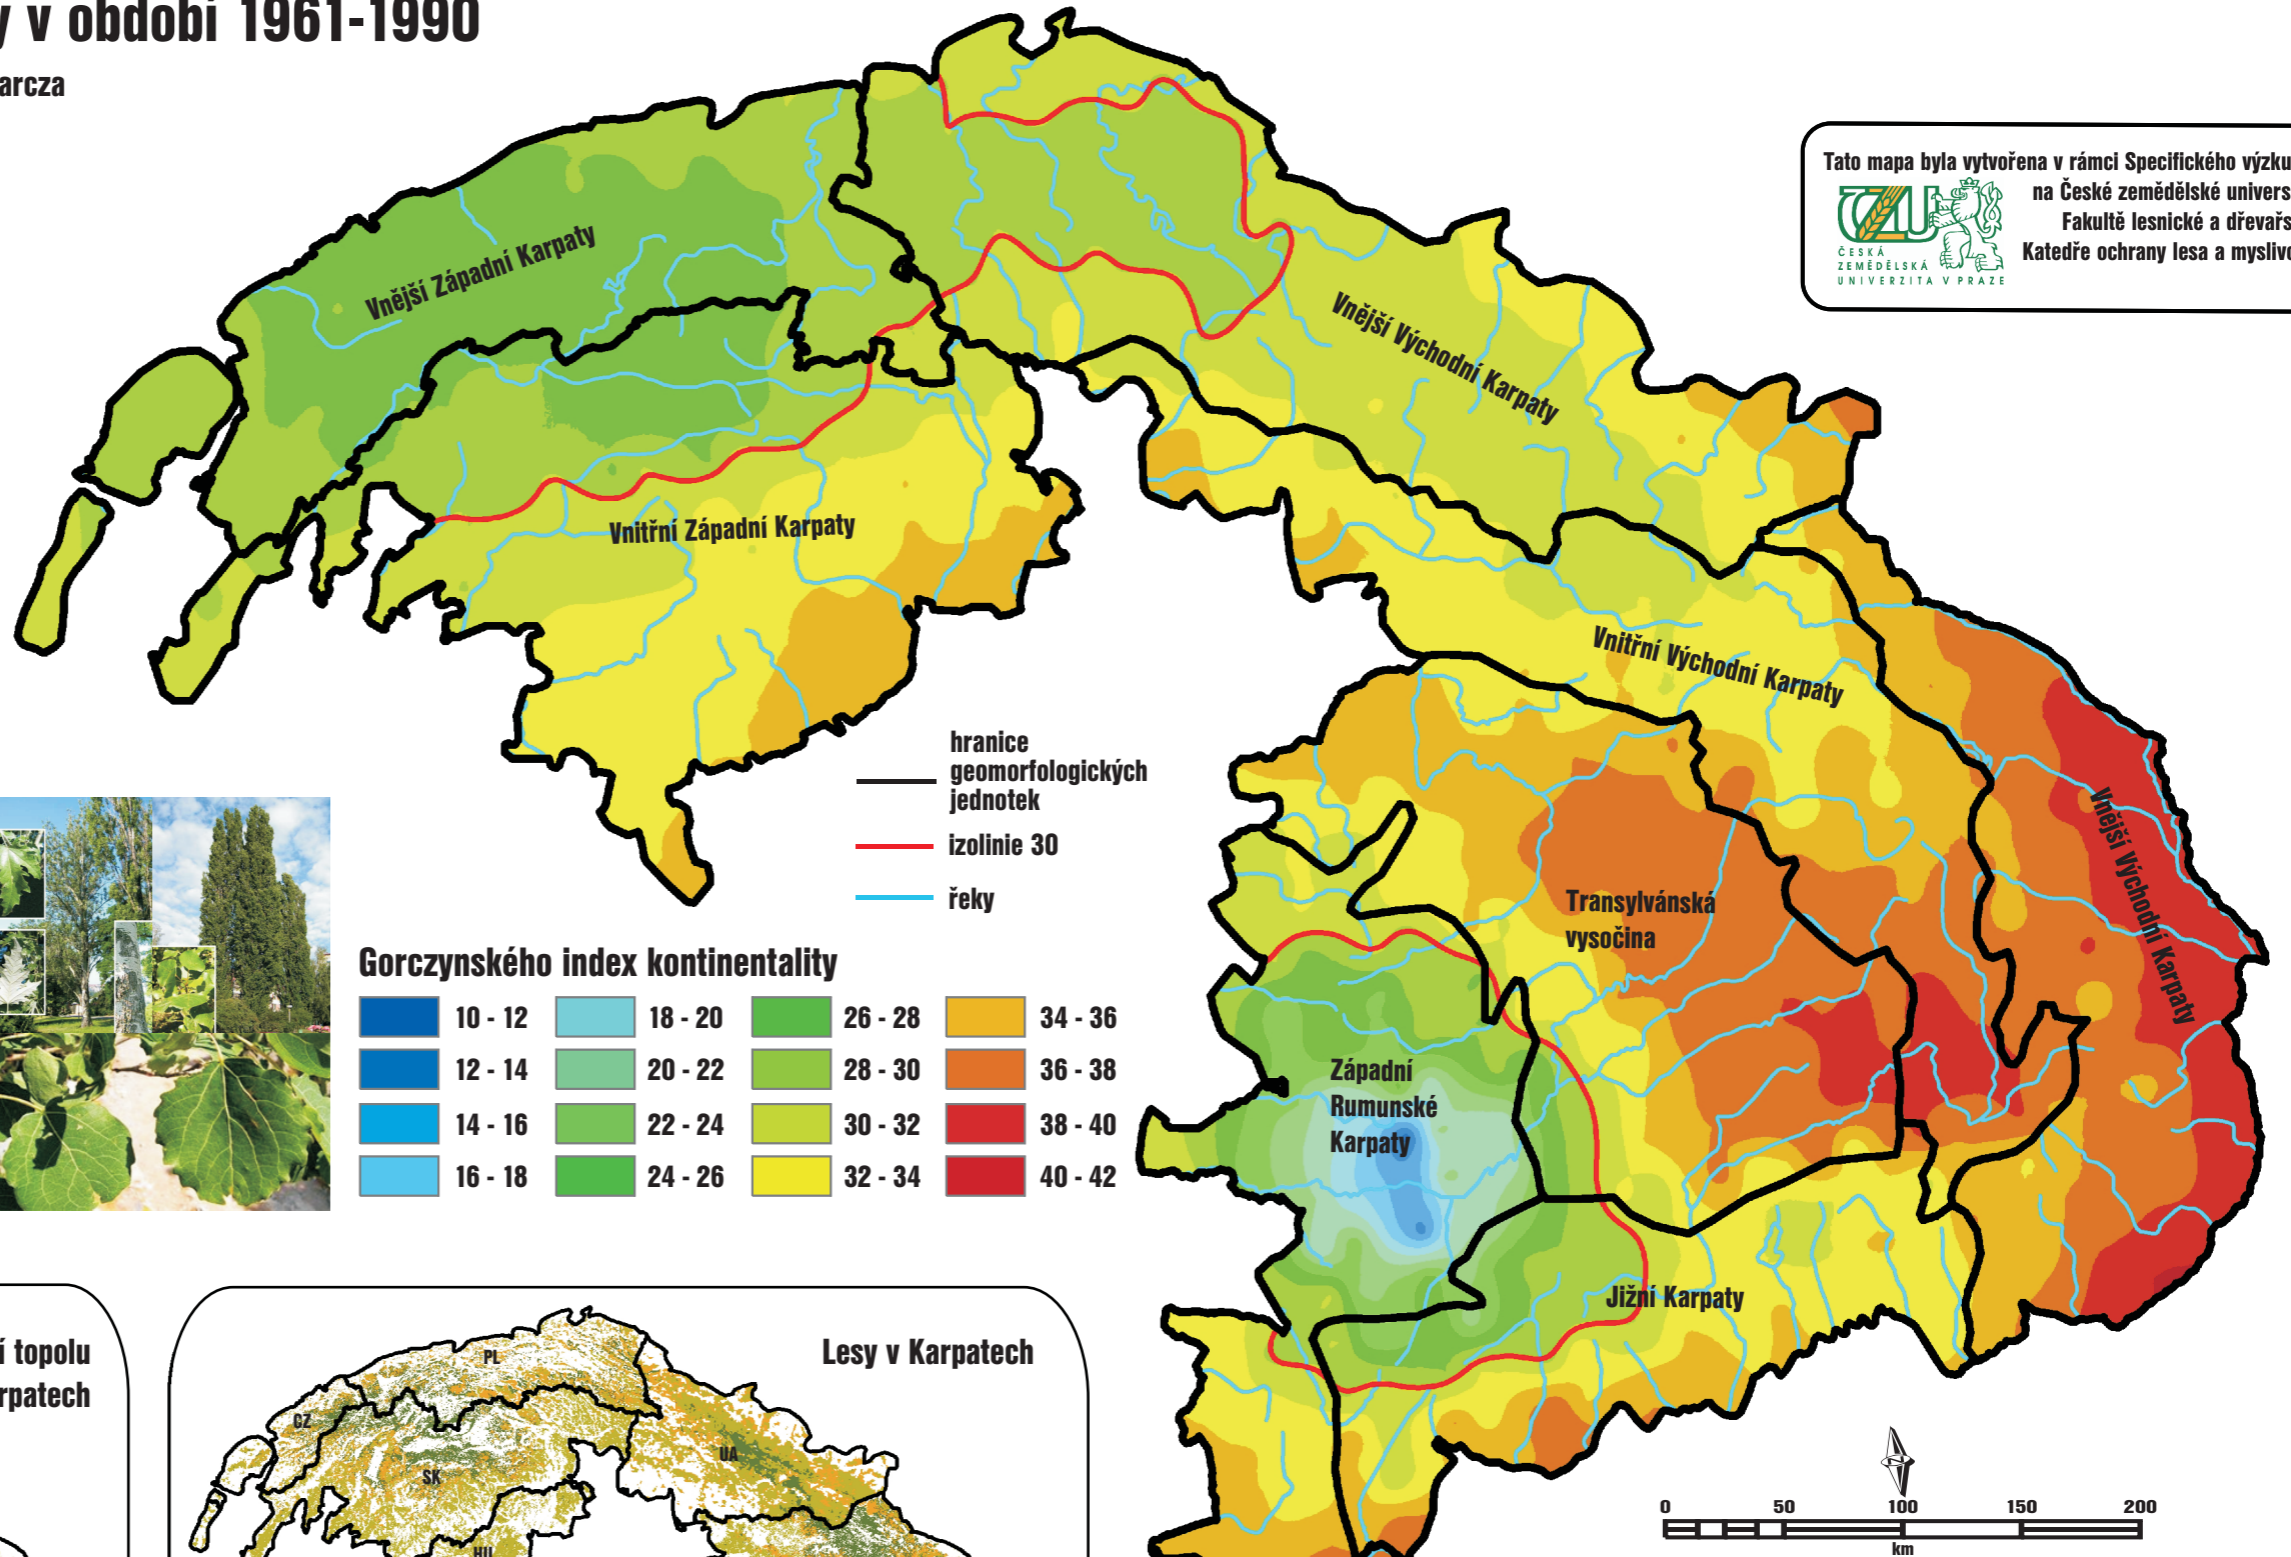 v období 1961-1990
arcza
Tato mapa byla vytvořena v rámci Specifického
na České zemědělské
Fakultě lesnické a
Katedře ochrany lesa a
ČZU
ČESKÁ
ZEMĚDĚLSKÁ
UNIVERZITA V PRAZE
Vnější Západní Karpaty
Vnější Východní Karpaty
Vnitřní Západní Karpaty
Vnitřní Východní Karpaty
Vnější Východní Karpaty
Transylvánská
vysočina
Západní
Rumunské
Karpaty
Jižní Karpaty
hranice
geomorfologických
jednotek
izolinie 30
řeky
Gorczynského index kontinentality
10 - 12 18 - 20 26 - 28 34 - 36
12 - 14 20 - 22 28 - 30 36 - 38
14 - 16 22 - 24 30 - 32 38 - 40
16 - 18 24 - 26 32 - 34 40 - 42
í topolu
rpatech
Lesy v Karpatech
PL
CZ
SK
UA
HU
0 50 100 150 200
km